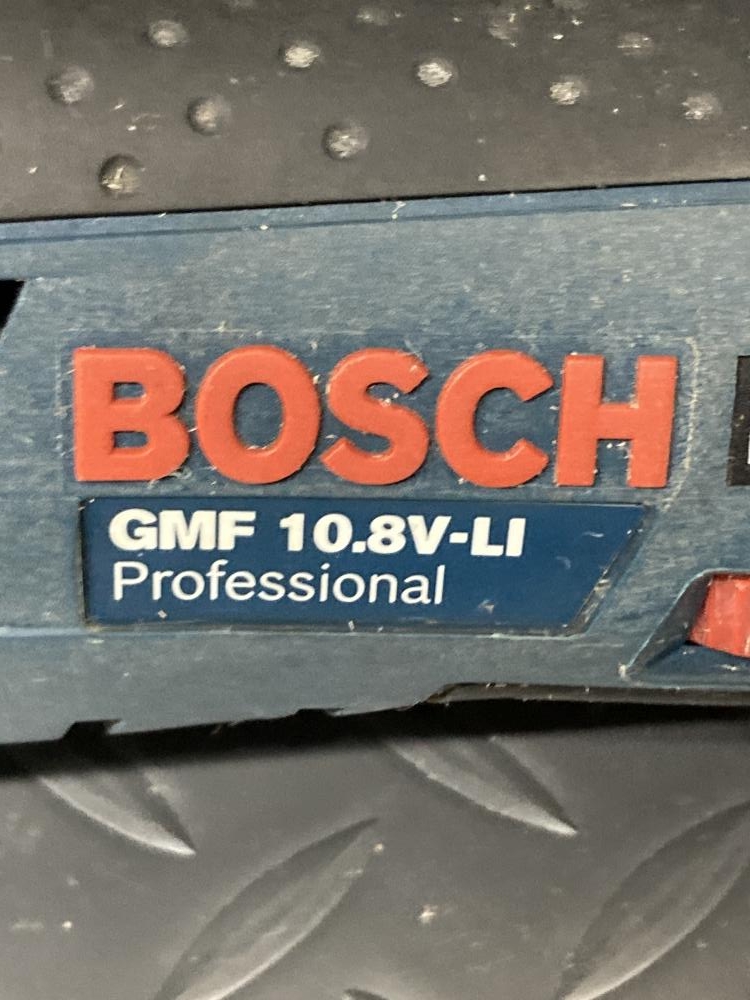 BOSCH
GMF 10.8V-LI
Professional